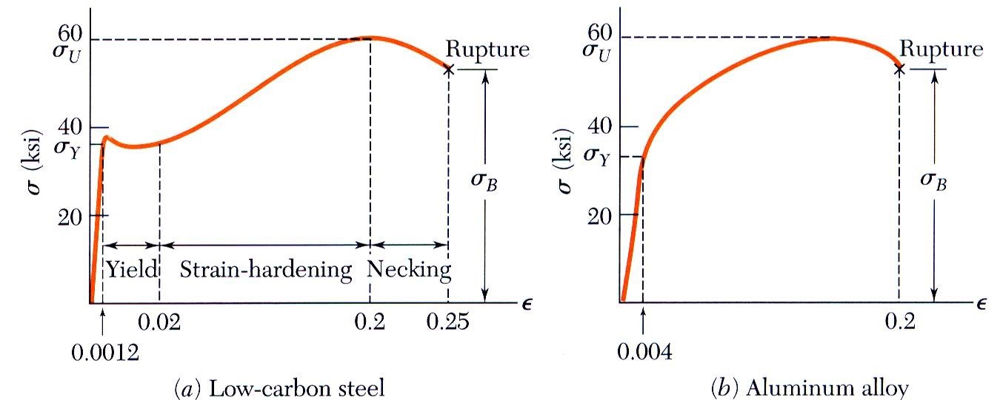 60
σU
Rupture
40
σY
σ (ksi)
σB
20
Yield
Strain-hardening
Necking
ϵ
0.02
0.2
0.25
0.0012
(a) Low-carbon steel
60
σU
Rupture
40
σY
σ (ksi)
σB
20
ϵ
0.2
0.004
(b) Aluminum alloy